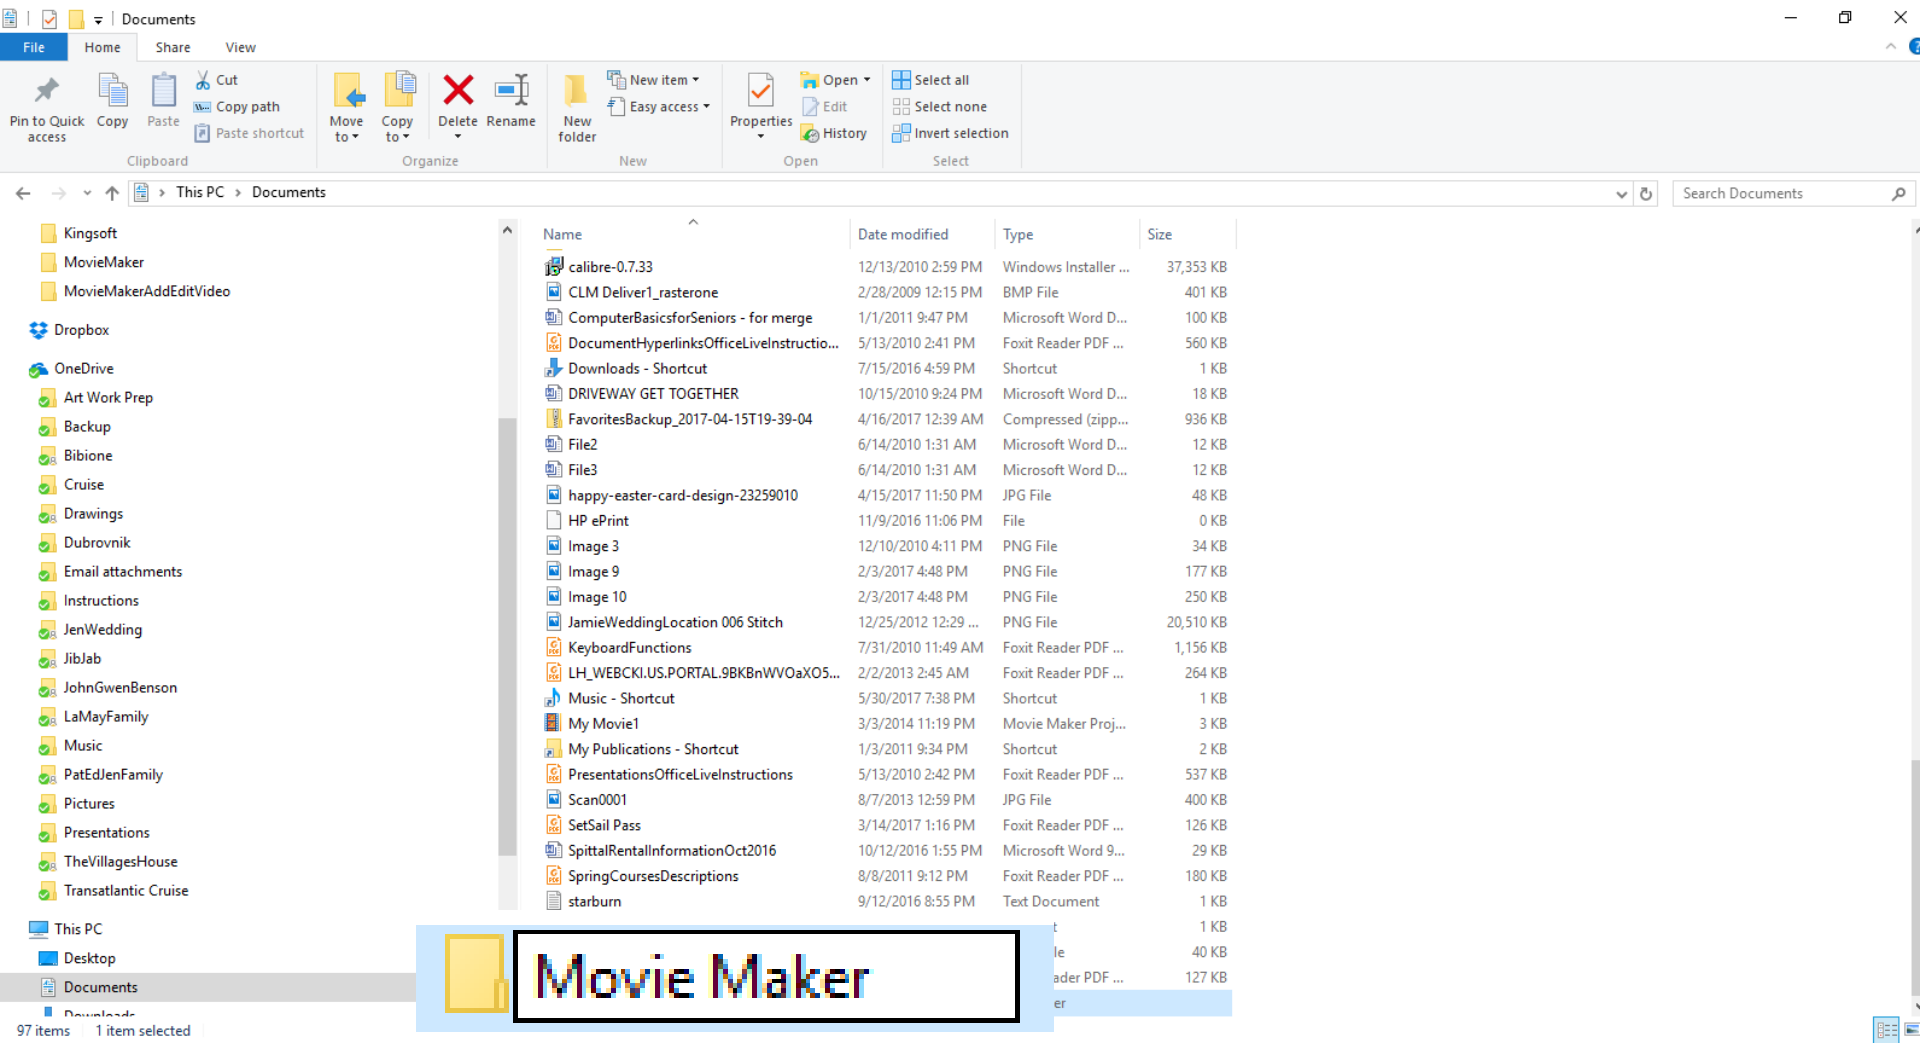 Documents
File Home Share View
Pin to Quick access
Copy
Paste
Cut
Copy path
Paste shortcut
Clipboard
Move to
Copy to
Delete
Rename
Organize
New folder
New item
Easy access
New
Properties
Open
Edit
History
Open
Select all
Select none
Invert selection
Select
This PC > Documents
Search Documents
Kingsoft
MovieMaker
MovieMakerAddEditVideo
Dropbox
OneDrive
Art Work Prep
Backup
Bibione
Cruise
Drawings
Dubrovnik
Email attachments
Instructions
JenWedding
JibJab
JohnGwenBenson
LaMayFamily
Music
PatEdJenFamily
Pictures
Presentations
TheVillagesHouse
Transatlantic Cruise
This PC
Desktop
Documents
Downloads
Name Date modified Type Size
calibre-0.7.33 12/13/2010 2:59 PM Windows Installer ... 37,353 KB
CLM Deliver1_rasterone 2/28/2009 12:15 PM BMP File 401 KB
ComputerBasicsforSeniors - for merge 1/1/2011 9:47 PM Microsoft Word D... 100 KB
DocumentHyperlinksOfficeLiveInstructio... 5/13/2010 2:41 PM Foxit Reader PDF ... 560 KB
Downloads - Shortcut 7/15/2016 4:59 PM Shortcut 1 KB
DRIVEWAY GET TOGETHER 10/15/2010 9:24 PM Microsoft Word D... 18 KB
FavoritesBackup_2017-04-15T19-39-04 4/16/2017 12:39 AM Compressed (zipp... 936 KB
File2 6/14/2010 1:31 AM Microsoft Word D... 12 KB
File3 6/14/2010 1:31 AM Microsoft Word D... 12 KB
happy-easter-card-design-23259010 4/15/2017 11:50 PM JPG File 48 KB
HP ePrint 11/9/2016 11:06 PM File 0 KB
Image 3 12/10/2010 4:11 PM PNG File 34 KB
Image 9 2/3/2017 4:48 PM PNG File 177 KB
Image 10 2/3/2017 4:48 PM PNG File 250 KB
JamieWeddingLocation 006 Stitch 12/25/2012 12:29 ... PNG File 20,510 KB
KeyboardFunctions 7/31/2010 11:49 AM Foxit Reader PDF ... 1,156 KB
LH_WEBCKI.US.PORTAL.9BKBnWVOaXO5... 2/2/2013 2:45 AM Foxit Reader PDF ... 264 KB
Music - Shortcut 5/30/2017 7:38 PM Shortcut 1 KB
My Movie1 3/3/2014 11:19 PM Movie Maker Proj... 3 KB
My Publications - Shortcut 1/3/2011 9:34 PM Shortcut 2 KB
PresentationsOfficeLiveInstructions 5/13/2010 2:42 PM Foxit Reader PDF ... 537 KB
Scan0001 8/7/2013 12:59 PM JPG File 400 KB
SetSail Pass 3/14/2017 1:16 PM Foxit Reader PDF ... 126 KB
SpittalRentalInformationOct2016 10/12/2016 1:55 PM Microsoft Word 9... 29 KB
SpringCoursesDescriptions 8/8/2011 9:12 PM Foxit Reader PDF ... 180 KB
starburn 9/12/2016 8:55 PM Text Document 1 KB
t 1 KB
le 40 KB
ader PDF ... 127 KB
er
Movie Maker
97 items 1 item selected